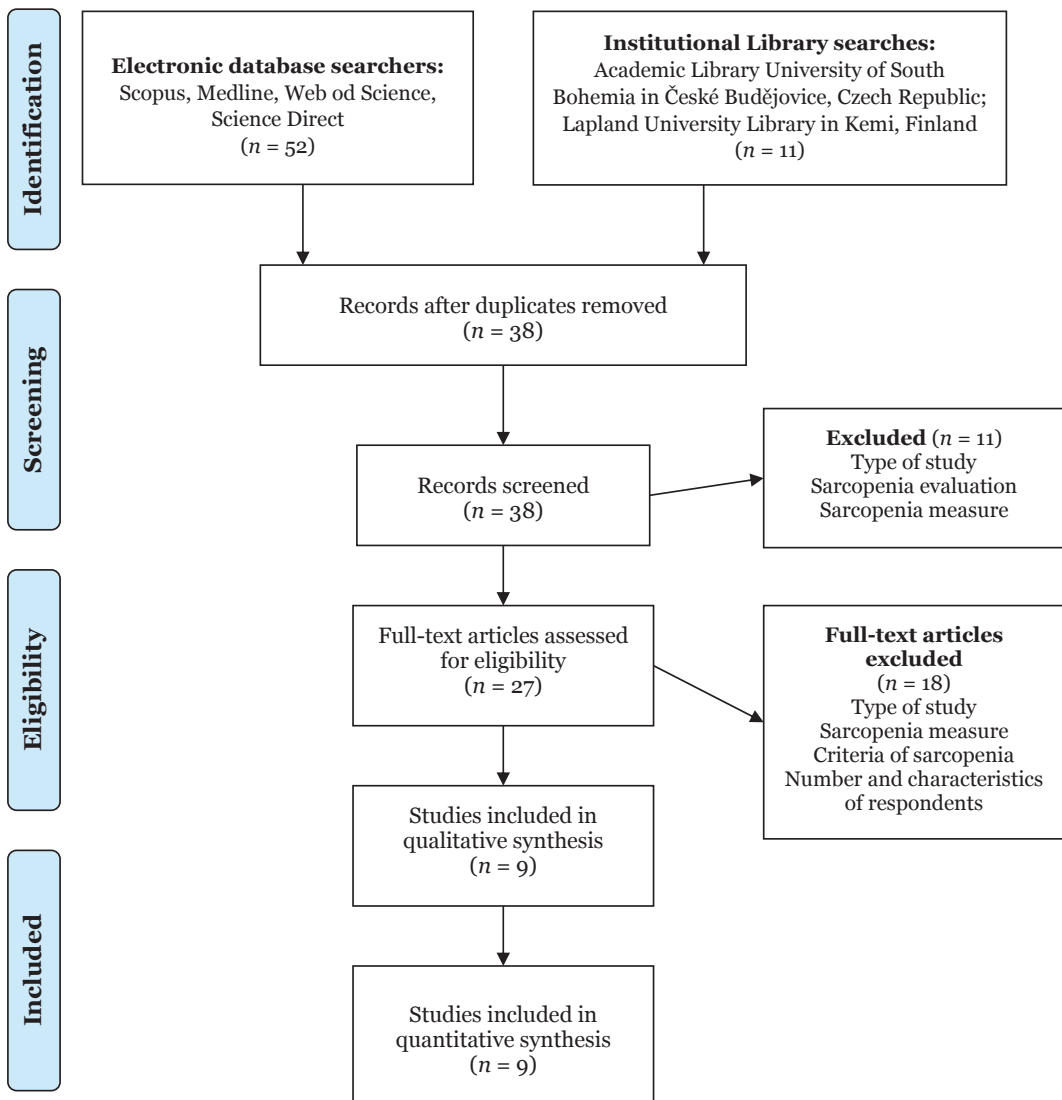 Identification
Electronic database searchers:
Scopus, Medline, Web od Science,
Science Direct
(n = 52)
Institutional Library searches:
Academic Library University of South
Bohemia in České Budějovice, Czech Republic;
Lapland University Library in Kemi, Finland
(n = 11)
Screening
Records after duplicates removed
(n = 38)
Records screened
(n = 38)
Excluded (n = 11)
Type of study
Sarcopenia evaluation
Sarcopenia measure
Eligibility
Full-text articles assessed
for eligibility
(n = 27)
Full-text articles
excluded
(n = 18)
Type of study
Sarcopenia measure
Criteria of sarcopenia
Number and characteristics
of respondents
Studies included in
qualitative synthesis
(n = 9)
Included
Studies included in
quantitative synthesis
(n = 9)